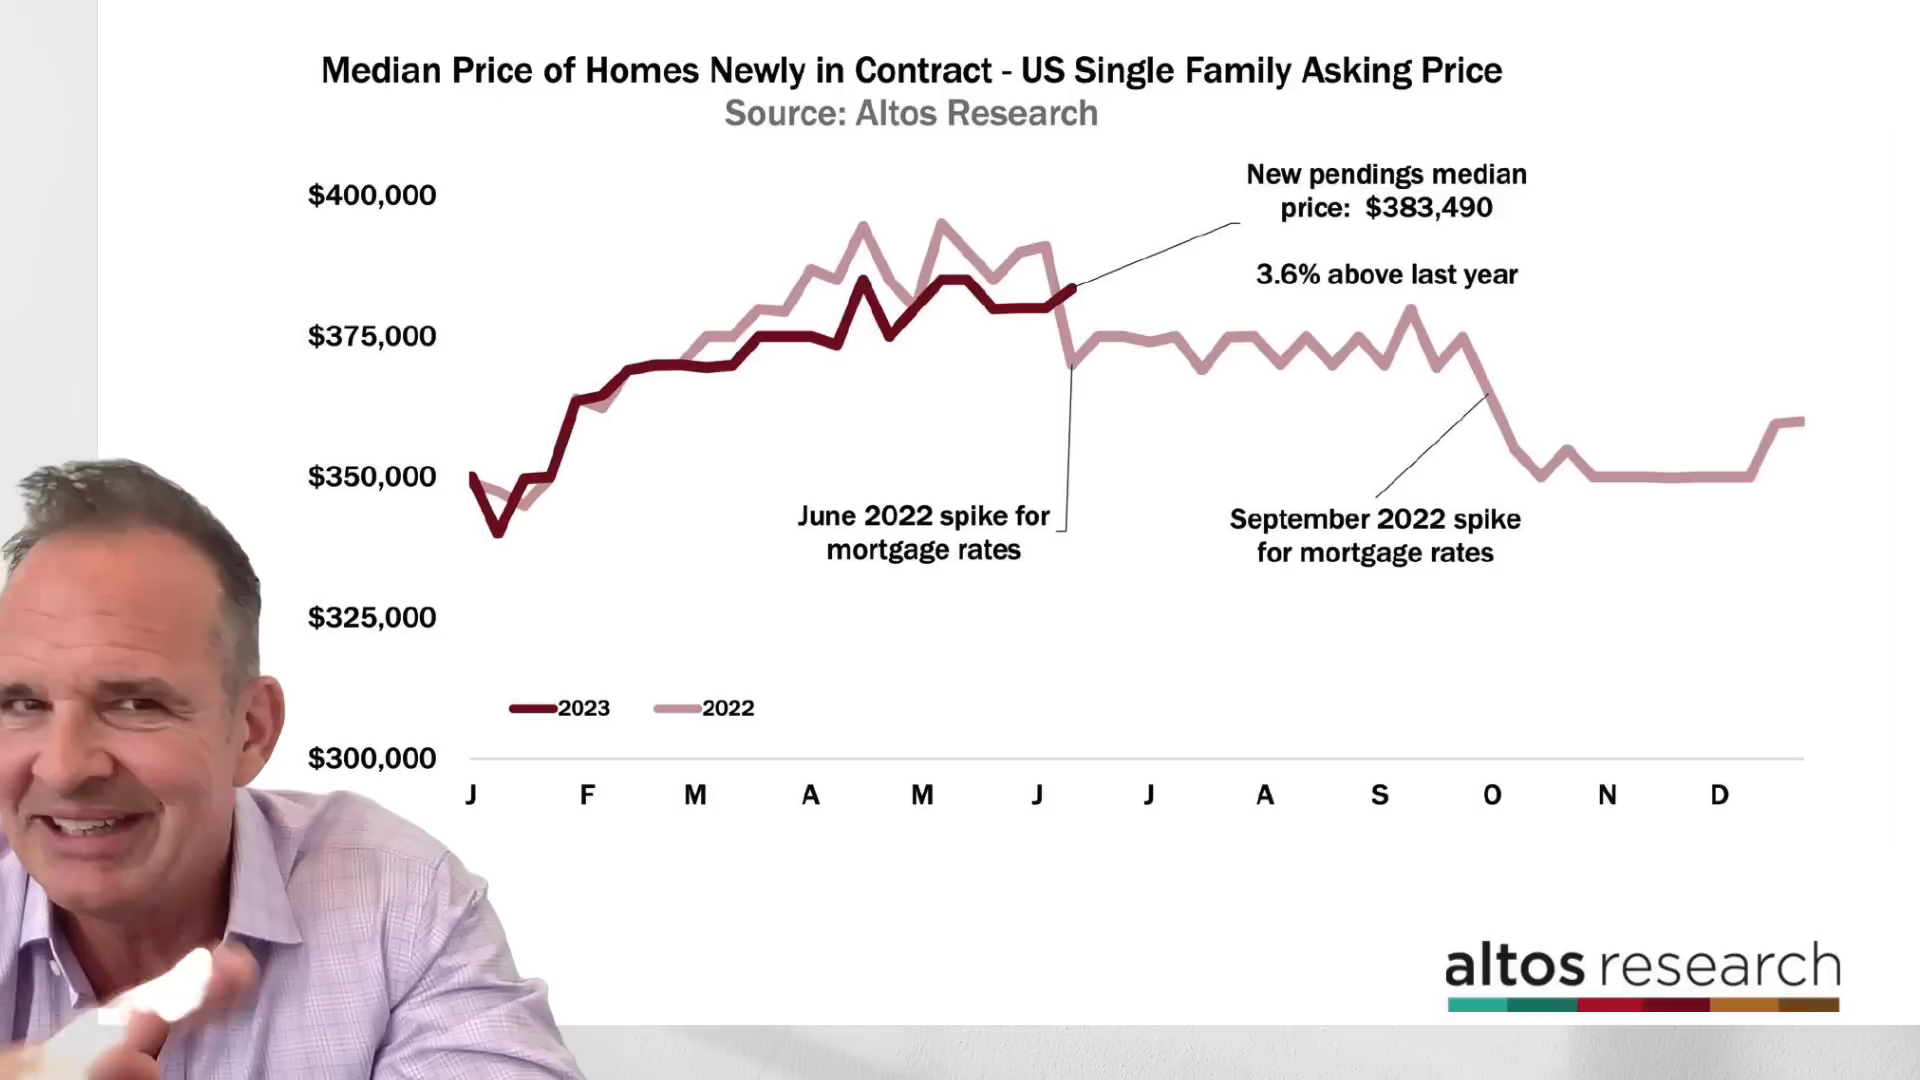 Median Price of Homes Newly in Contract - US Single Family Asking Price
Source: Altos Research
New pendings median
price: $383,490
3.6% above last year
$400,000
$375,000
$350,000
$325,000
$300,000
June 2022 spike for
mortgage rates
September 2022 spike
for mortgage rates
2023 2022
J F M A M J J A S O N D
altos research